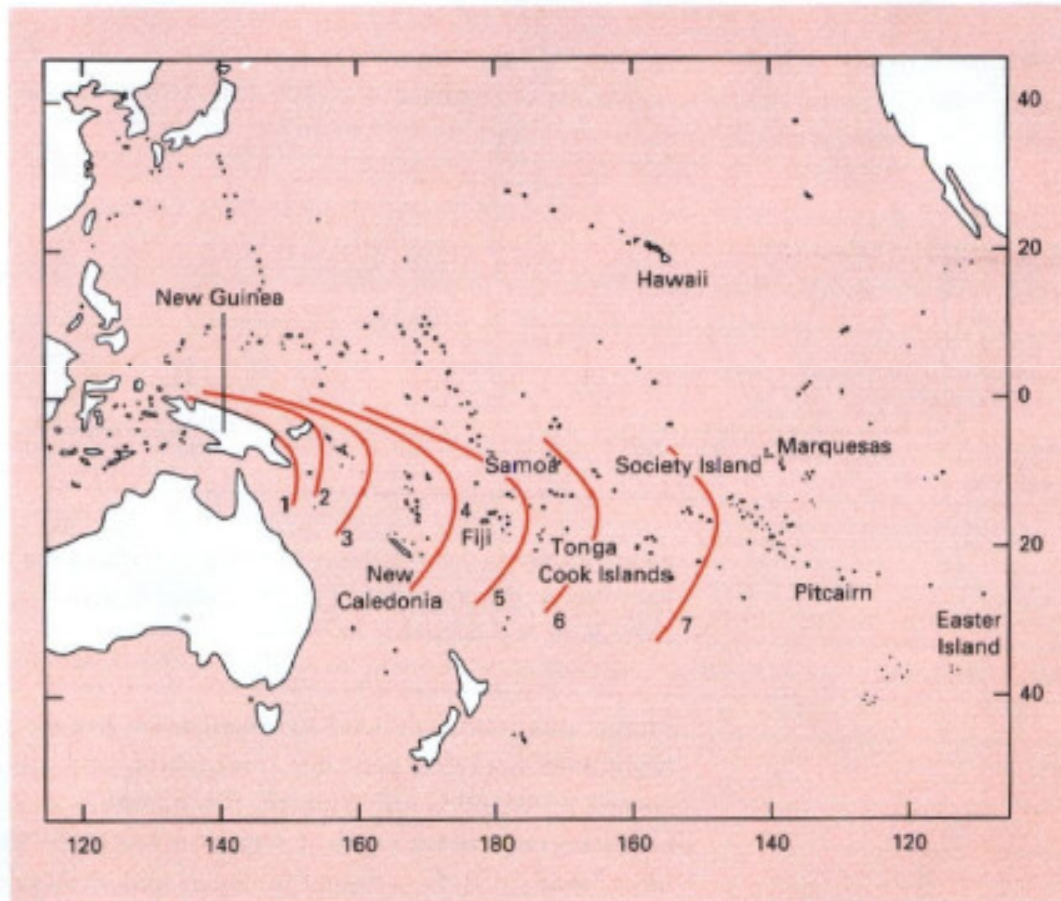 40
20
Hawaii
New Guinea
0
Marquesas
Samoa
Society Island
1
2
3
4
Fiji
Tonga
20
New
Caledonia
Cook Islands
5
6
7
Pitcairn
Easter
Island
40
120
140
160
180
160
140
120